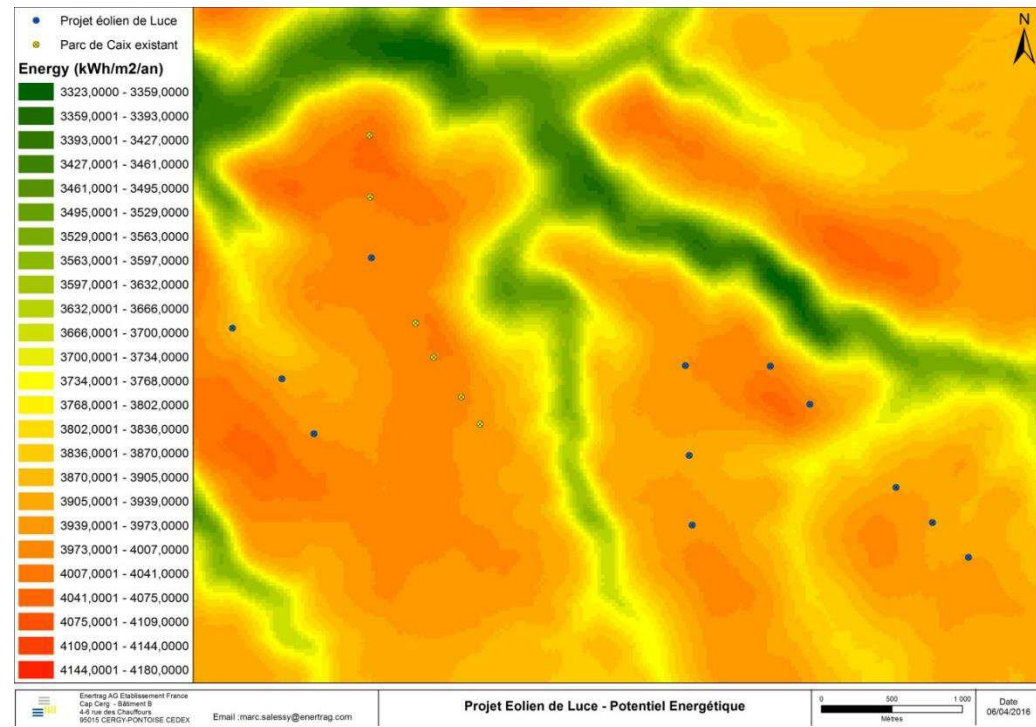 Projet éolien de Luce
Parc de Caix existant
Energy (kWh/m2/an)
3323,0000 - 3359,0000
3359,0001 - 3393,0000
3393,0001 - 3427,0000
3427,0001 - 3461,0000
3461,0001 - 3495,0000
3495,0001 - 3529,0000
3529,0001 - 3563,0000
3563,0001 - 3597,0000
3597,0001 - 3632,0000
3632,0001 - 3666,0000
3666,0001 - 3700,0000
3700,0001 - 3734,0000
3734,0001 - 3768,0000
3768,0001 - 3802,0000
3802,0001 - 3836,0000
3836,0001 - 3870,0000
3870,0001 - 3905,0000
3905,0001 - 3939,0000
3939,0001 - 3973,0000
3973,0001 - 4007,0000
4007,0001 - 4041,0000
4041,0001 - 4075,0000
4075,0001 - 4109,0000
4109,0001 - 4144,0000
4144,0001 - 4180,0000
N
Enertrag AG Etablissement France
Cap Cergy - Bâtiment B
4-6 rue des Chauffours
95015 CERGY-PONTOISE CEDEX
Email :marc.salessy@enertrag.com
Projet Eolien de Luce - Potentiel Energétique
0 500 1 000
Mètres
Date
06/04/2016